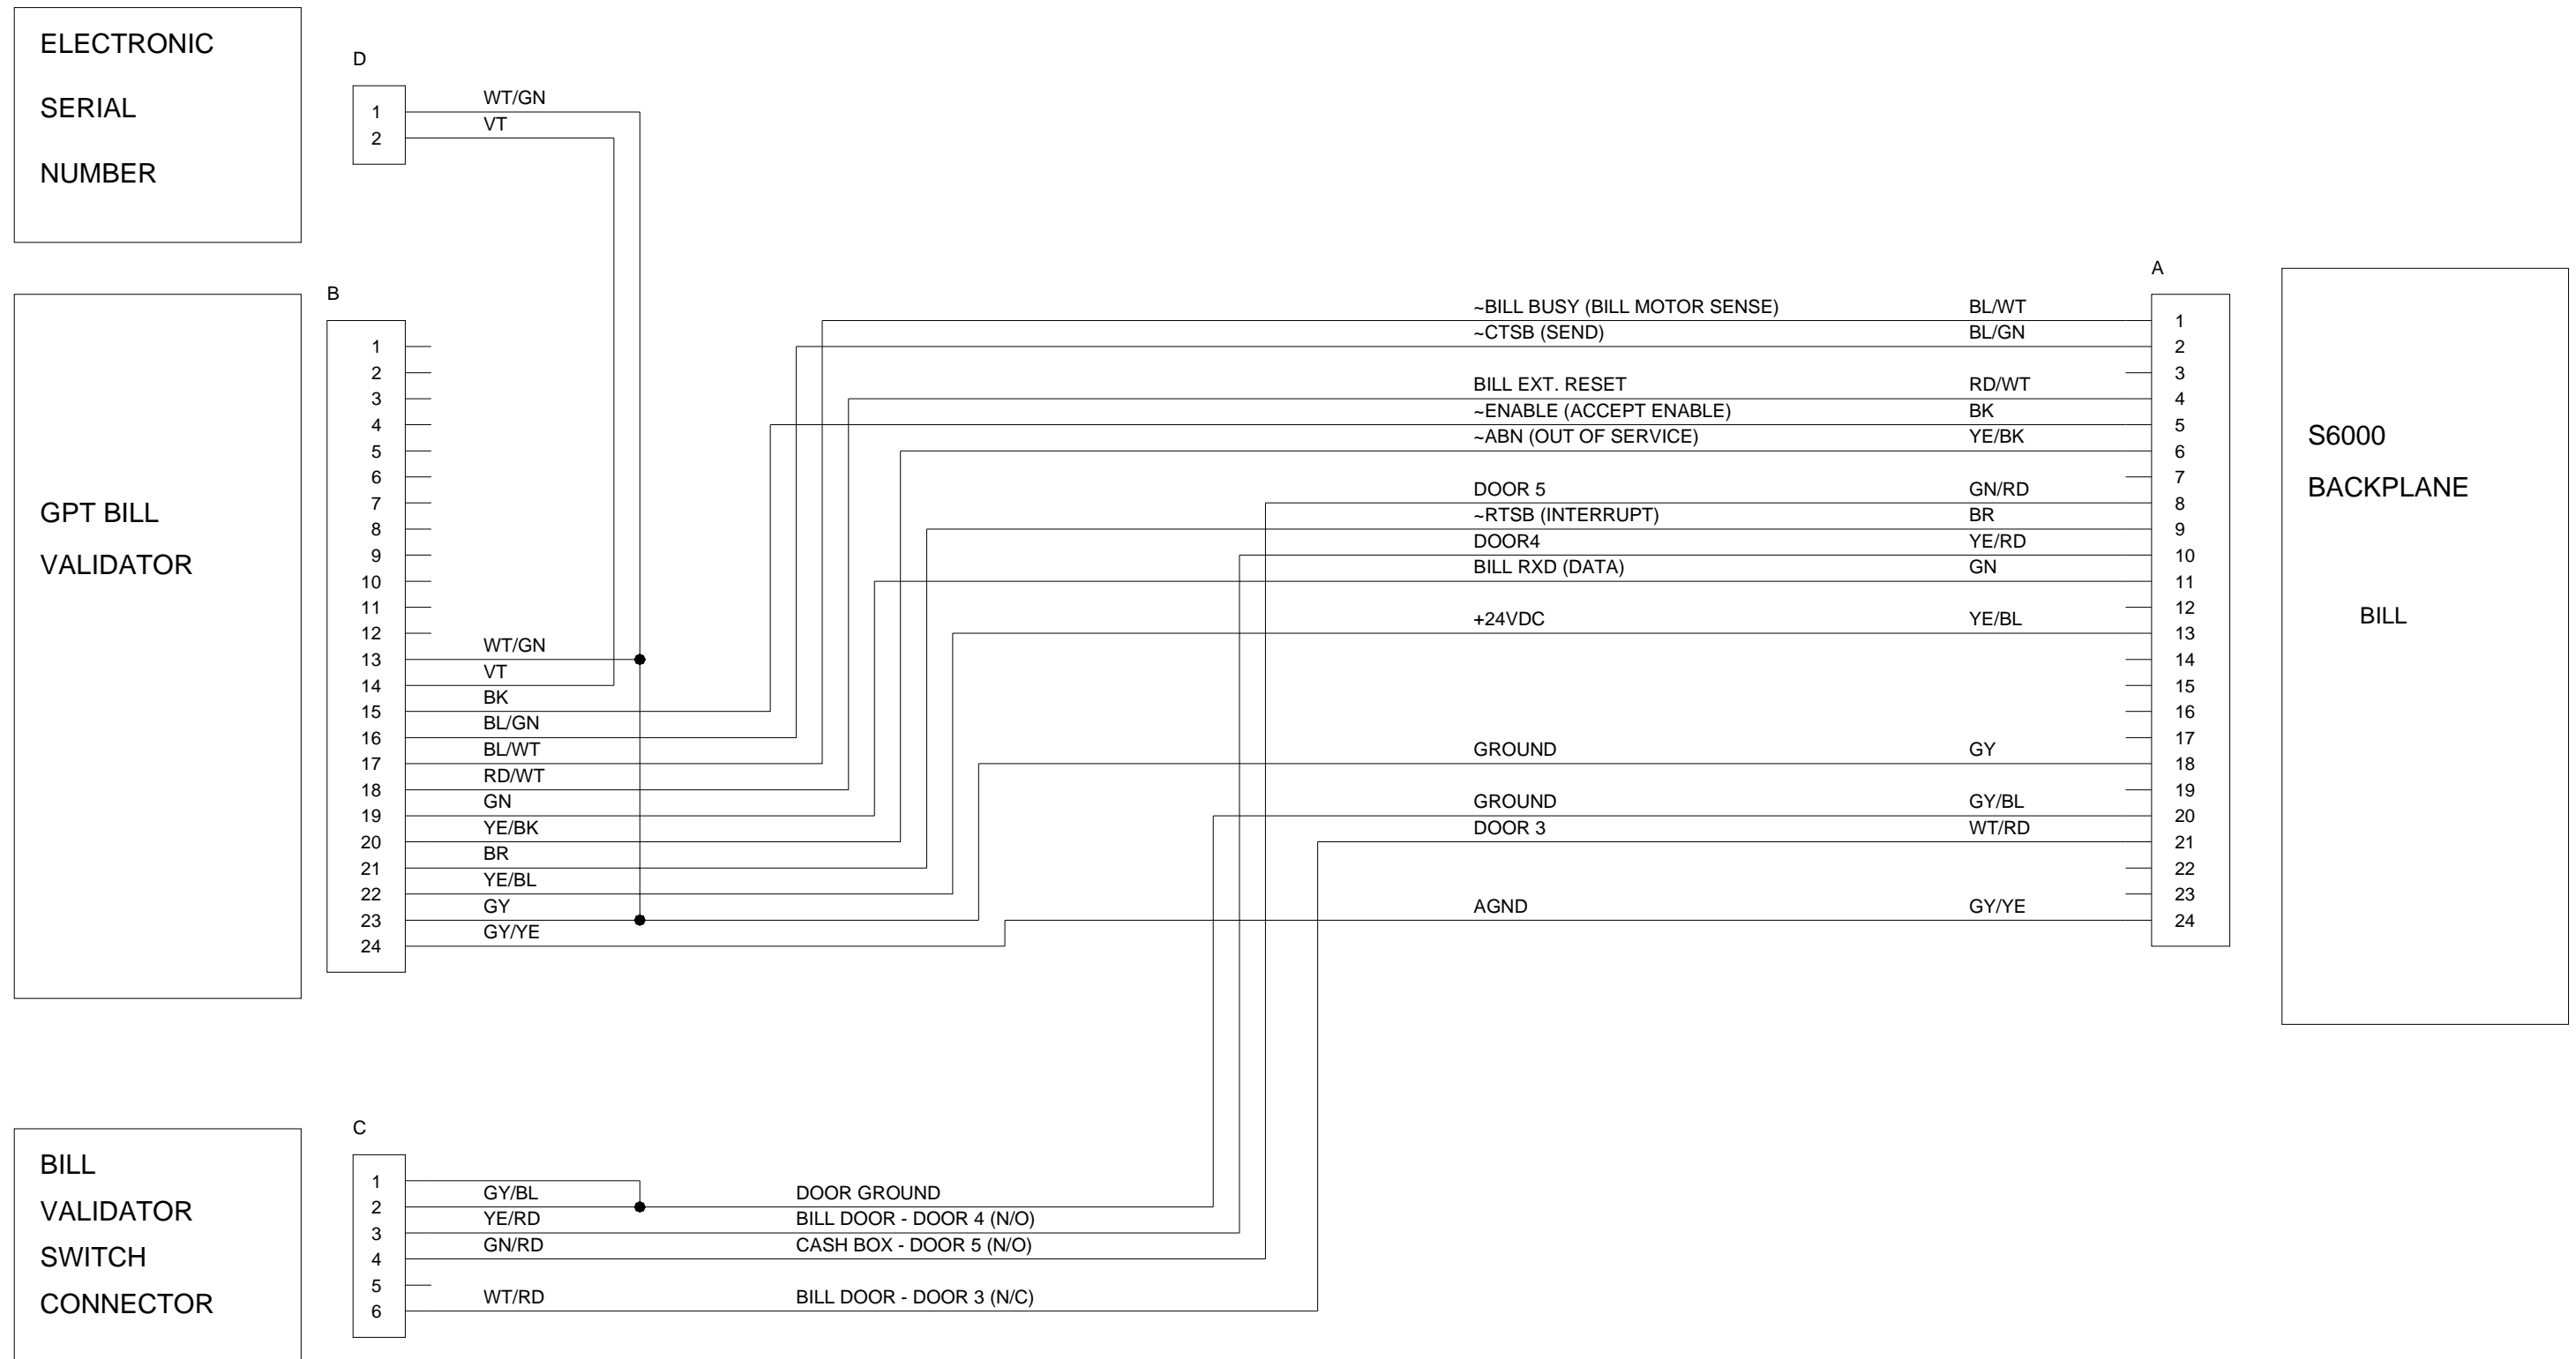 ELECTRONIC
SERIAL
NUMBER
D
1
2
WT/GN
VT
GPT BILL
VALIDATOR
B
1
2
3
4
5
6
7
8
9
10
11
12
13
14
15
16
17
18
19
20
21
22
23
24
WT/GN
VT
BK
BL/GN
BL/WT
RD/WT
GN
YE/BK
BR
YE/BL
GY
GY/YE
~BILL BUSY (BILL MOTOR SENSE) BL/WT
~CTSB (SEND) BL/GN
BILL EXT. RESET RD/WT
~ENABLE (ACCEPT ENABLE) BK
~ABN (OUT OF SERVICE) YE/BK
DOOR 5 GN/RD
~RTSB (INTERRUPT) BR
DOOR4 YE/RD
BILL RXD (DATA) GN
+24VDC YE/BL
GROUND GY
GROUND GY/BL
DOOR 3 WT/RD
AGND GY/YE
A
1
2
3
4
5
6
7
8
9
10
11
12
13
14
15
16
17
18
19
20
21
22
23
24
S6000
BACKPLANE
BILL
BILL
VALIDATOR
SWITCH
CONNECTOR
C
1
2
3
4
5
6
GY/BL DOOR GROUND
YE/RD BILL DOOR - DOOR 4 (N/O)
GN/RD CASH BOX - DOOR 5 (N/O)
WT/RD BILL DOOR - DOOR 3 (N/C)